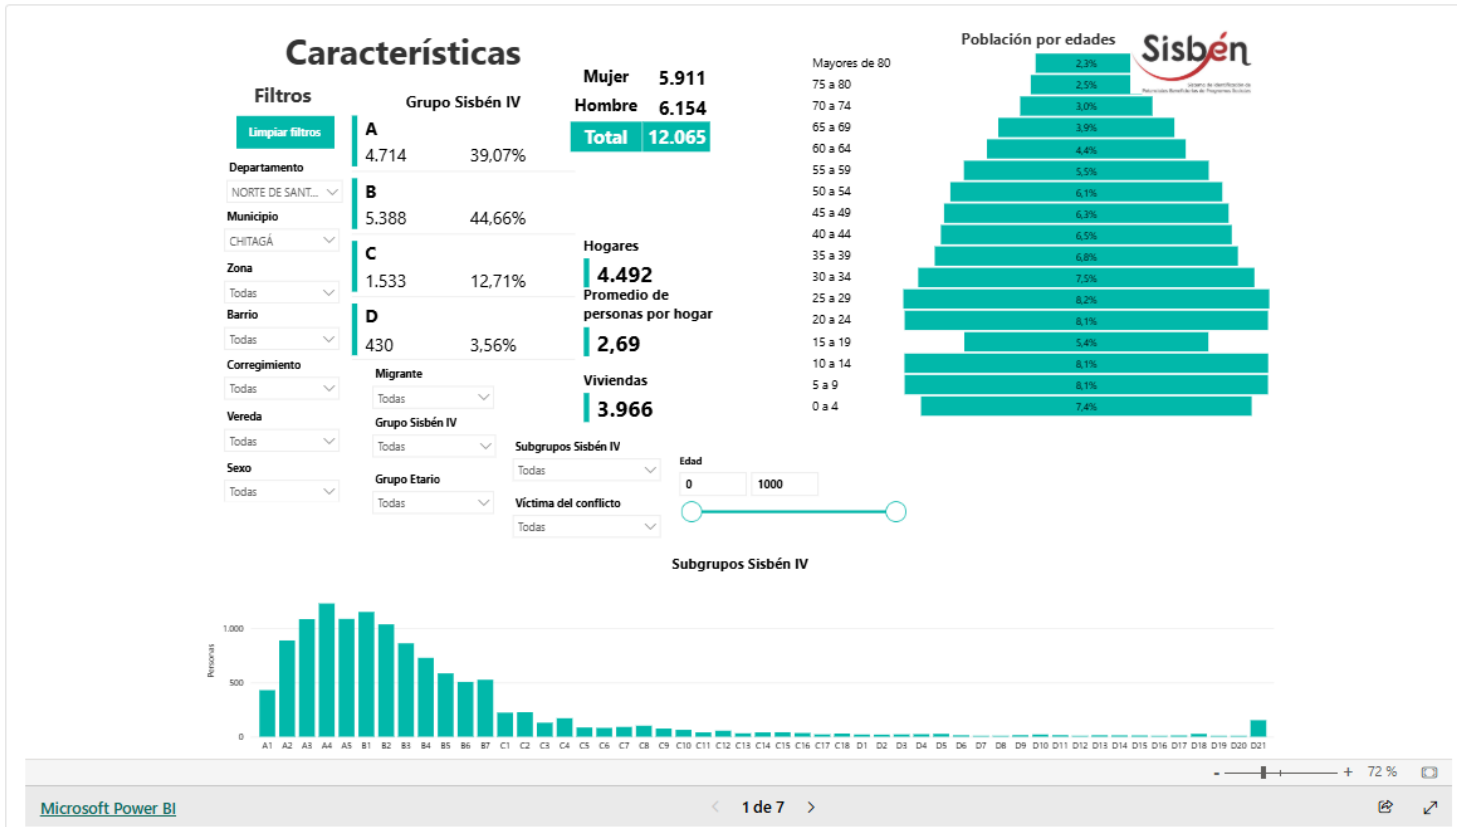 Características
Filtros
Limpiar filtros
Departamento
NORTE DE SANT...
Municipio
CHITAGÁ
Zona
Todas
Barrio
Todas
Corregimiento
Todas
Vereda
Todas
Sexo
Todas
Grupo Sisbén IV
A
4.714 39,07%
B
5.388 44,66%
C
1.533 12,71%
D
430 3,56%
Migrante
Todas
Grupo Sisbén IV
Todas
Grupo Etario
Todas
Mujer 5.911
Hombre 6.154
Total 12.065
Hogares
4.492
Promedio de
personas por hogar
2,69
Viviendas
3.966
Subgrupos Sisbén IV
Todas
Víctima del conflicto
Todas
Edad
0 1000
Población por edades
Sisbén
Sistema de Identificación de
Potenciales Beneficiarios de Programas Sociales
Mayores de 80 2,3%
75 a 80 2,5%
70 a 74 3,0%
65 a 69 3,9%
60 a 64 4,4%
55 a 59 5,5%
50 a 54 6,1%
45 a 49 6,3%
40 a 44 6,5%
35 a 39 6,8%
30 a 34 7,5%
25 a 29 8,2%
20 a 24 8,1%
15 a 19 5,4%
10 a 14 8,1%
5 a 9 8,1%
0 a 4 7,4%
Subgrupos Sisbén IV
Personas
1.000
500
0
A1 A2 A3 A4 A5 B1 B2 B3 B4 B5 B6 B7 C1 C2 C3 C4 C5 C6 C7 C8 C9 C10 C11 C12 C13 C14 C15 C16 C17 C18 D1 D2 D3 D4 D5 D6 D7 D8 D9 D10 D11 D12 D13 D14 D15 D16 D17 D18 D19 D20 D21
- + 72 %
Microsoft Power BI
1 de 7